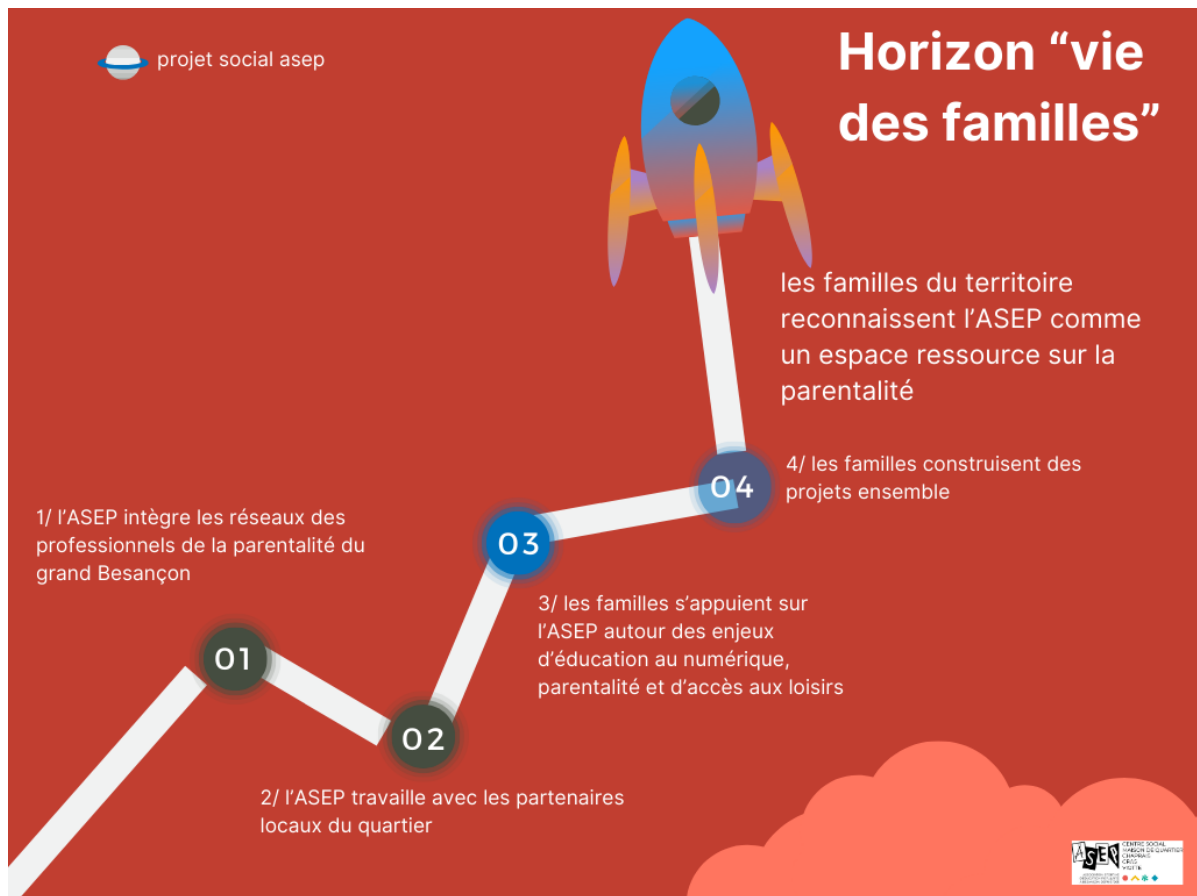 projet social asep
Horizon “vie
des familles”
les familles du territoire
reconnaissent l’ASEP comme
un espace ressource sur la
parentalité
04
4/ les familles construisent des
projets ensemble
03
3/ les familles s’appuient sur
l’ASEP autour des enjeux
d’éducation au numérique,
parentalité et d’accès aux loisirs
1/ l’ASEP intègre les réseaux des
professionnels de la parentalité du
grand Besançon
01
02
2/ l’ASEP travaille avec les partenaires
locaux du quartier
ASEP
CENTRE SOCIAL
MAISON DE QUARTIER
CHAPRAIS
CRAS
VIOTTE